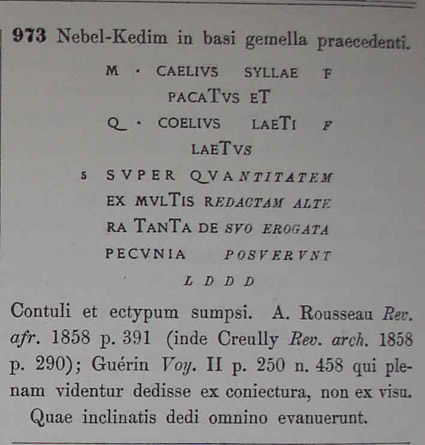 973 Nebel-Kedim in basi gemella praecedenti.
M · CAELIVS SYLLAE F
PACATVS ET
Q · COELIVS LAETI F
LAETVS
5 SVPER QVANTITATEM
EX MVLTIS REDACTAM ALTE
RA TANTA DE SVO EROGATA
PECVNIA POSVERVNT
L D D D
Contuli et ectypum sumpsi. A. Rousseau Rev.
afr. 1858 p. 391 (inde Creully Rev. arch. 1858
p. 290); Guérin Voy. II p. 250 n. 458 qui ple-
nam videntur dedisse ex coniectura, non ex visu.
Quae inclinatis dedi omnino evanuerunt.